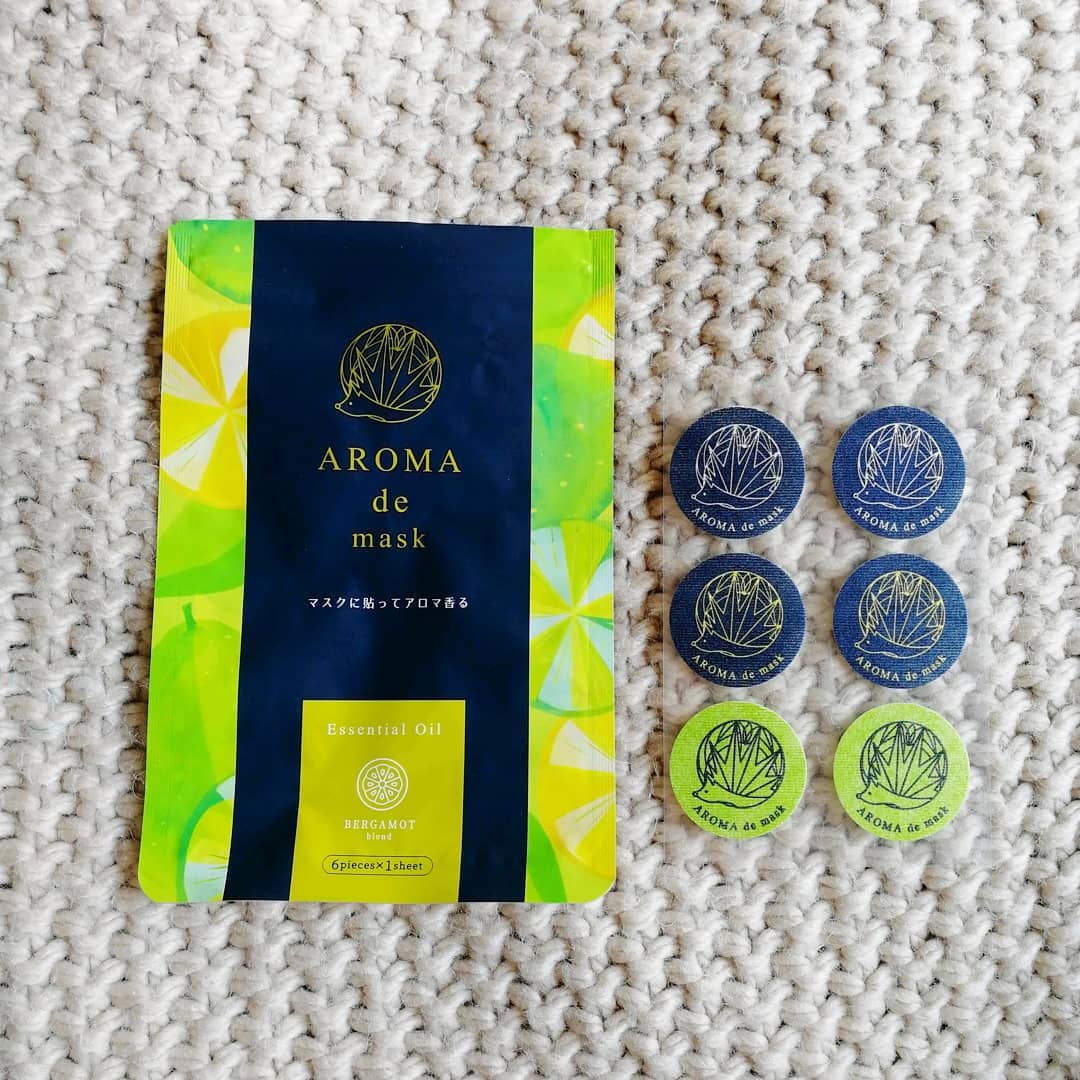 AROMA
de
mask
マスクに貼ってアロマ香る
Essential Oil
BERGAMOT
blend
6pieces×1sheet
AROMA de mask
AROMA de mask
AROMA de mask
AROMA de mask
AROMA de mask
AROMA de mask